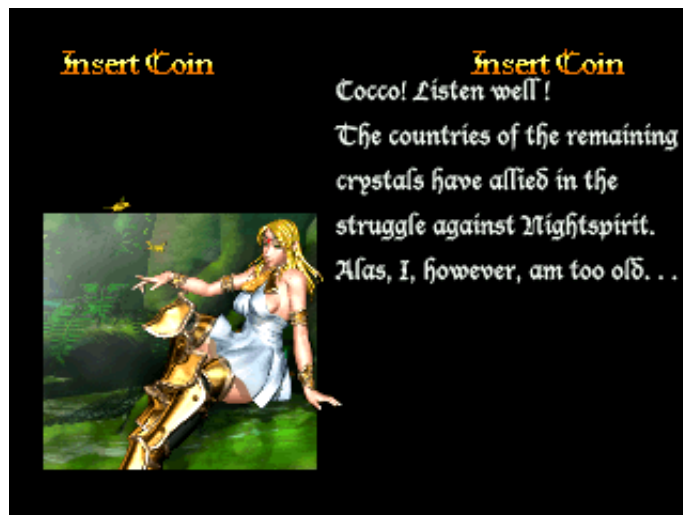 Insert Coin
Insert Coin
Cocco! Listen well!
The countries of the remaining
crystals have allied in the
struggle against Nightspirit.
Alas, I, however, am too old...